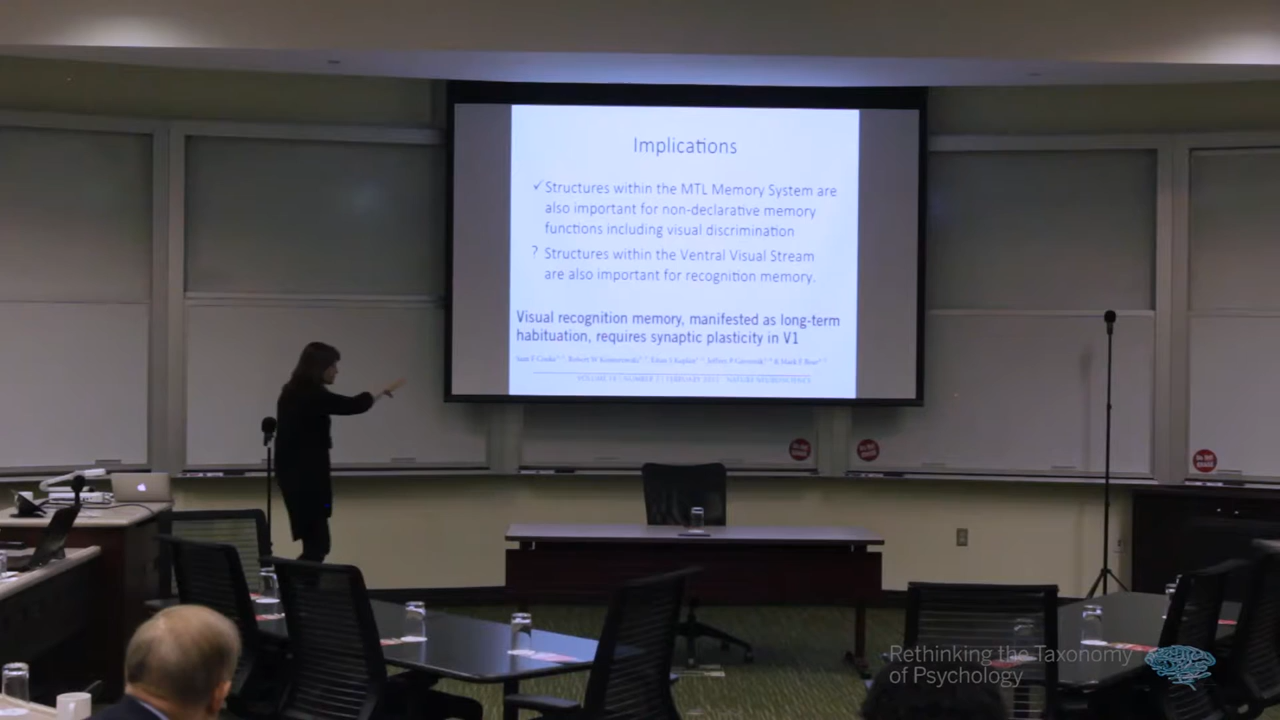 Implications
✓ Structures within the MTL Memory System are
also important for non-declarative memory
functions including visual discrimination
? Structures within the Ventral Visual Stream
are also important for recognition memory.
Visual recognition memory, manifested as long-term
habituation, requires synaptic plasticity in V1
Rethinking the Taxonomy
of Psychology